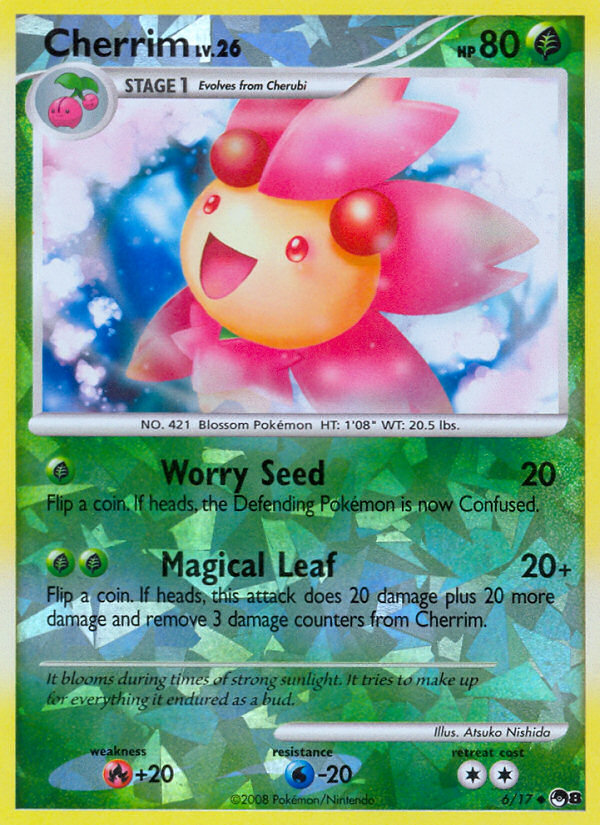 Cherrim LV.26 HP 80
STAGE 1 Evolves from Cherubi
NO. 421 Blossom Pokémon HT: 1'08" WT: 20.5 lbs.
Worry Seed 20
Flip a coin. If heads, the Defending Pokémon is now Confused.
Magical Leaf 20+
Flip a coin. If heads, this attack does 20 damage plus 20 more
damage and remove 3 damage counters from Cherrim.
It blooms during times of strong sunlight. It tries to make up
for everything it endured as a bud.
Illus. Atsuko Nishida
weakness resistance retreat cost
+20 -20
©2008 Pokémon/Nintendo 6/17 8